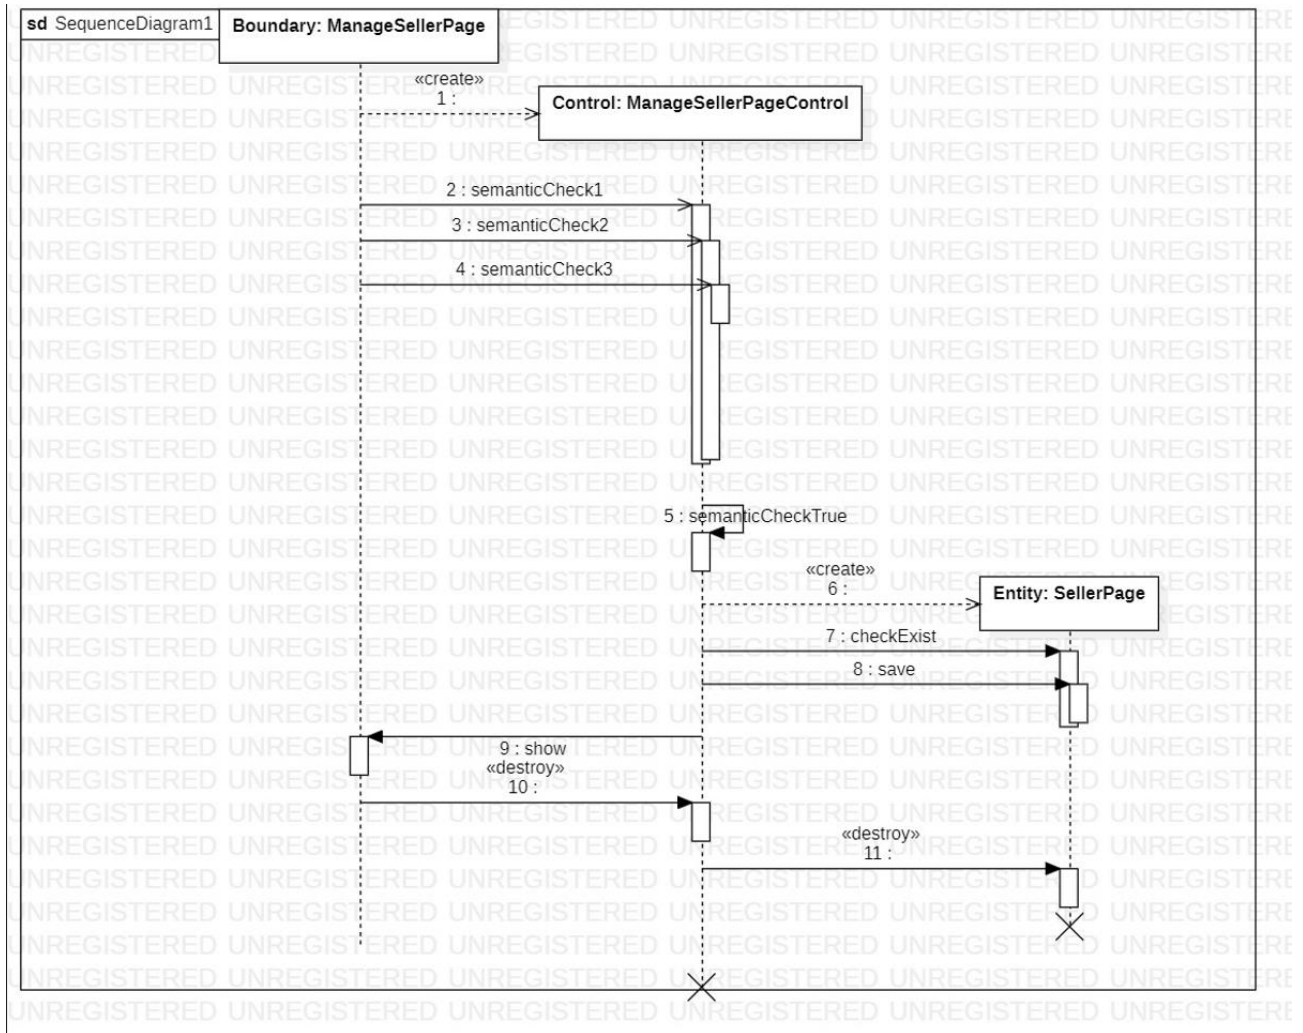 sd SequenceDiagram1
Boundary: ManageSellerPage
«create»
1 :
Control: ManageSellerPageControl
2 : semanticCheck1
3 : semanticCheck2
4 : semanticCheck3
5 : semanticCheckTrue
«create»
6 :
Entity: SellerPage
7 : checkExist
8 : save
9 : show
«destroy»
10 :
«destroy»
11 :
UNREGISTERED